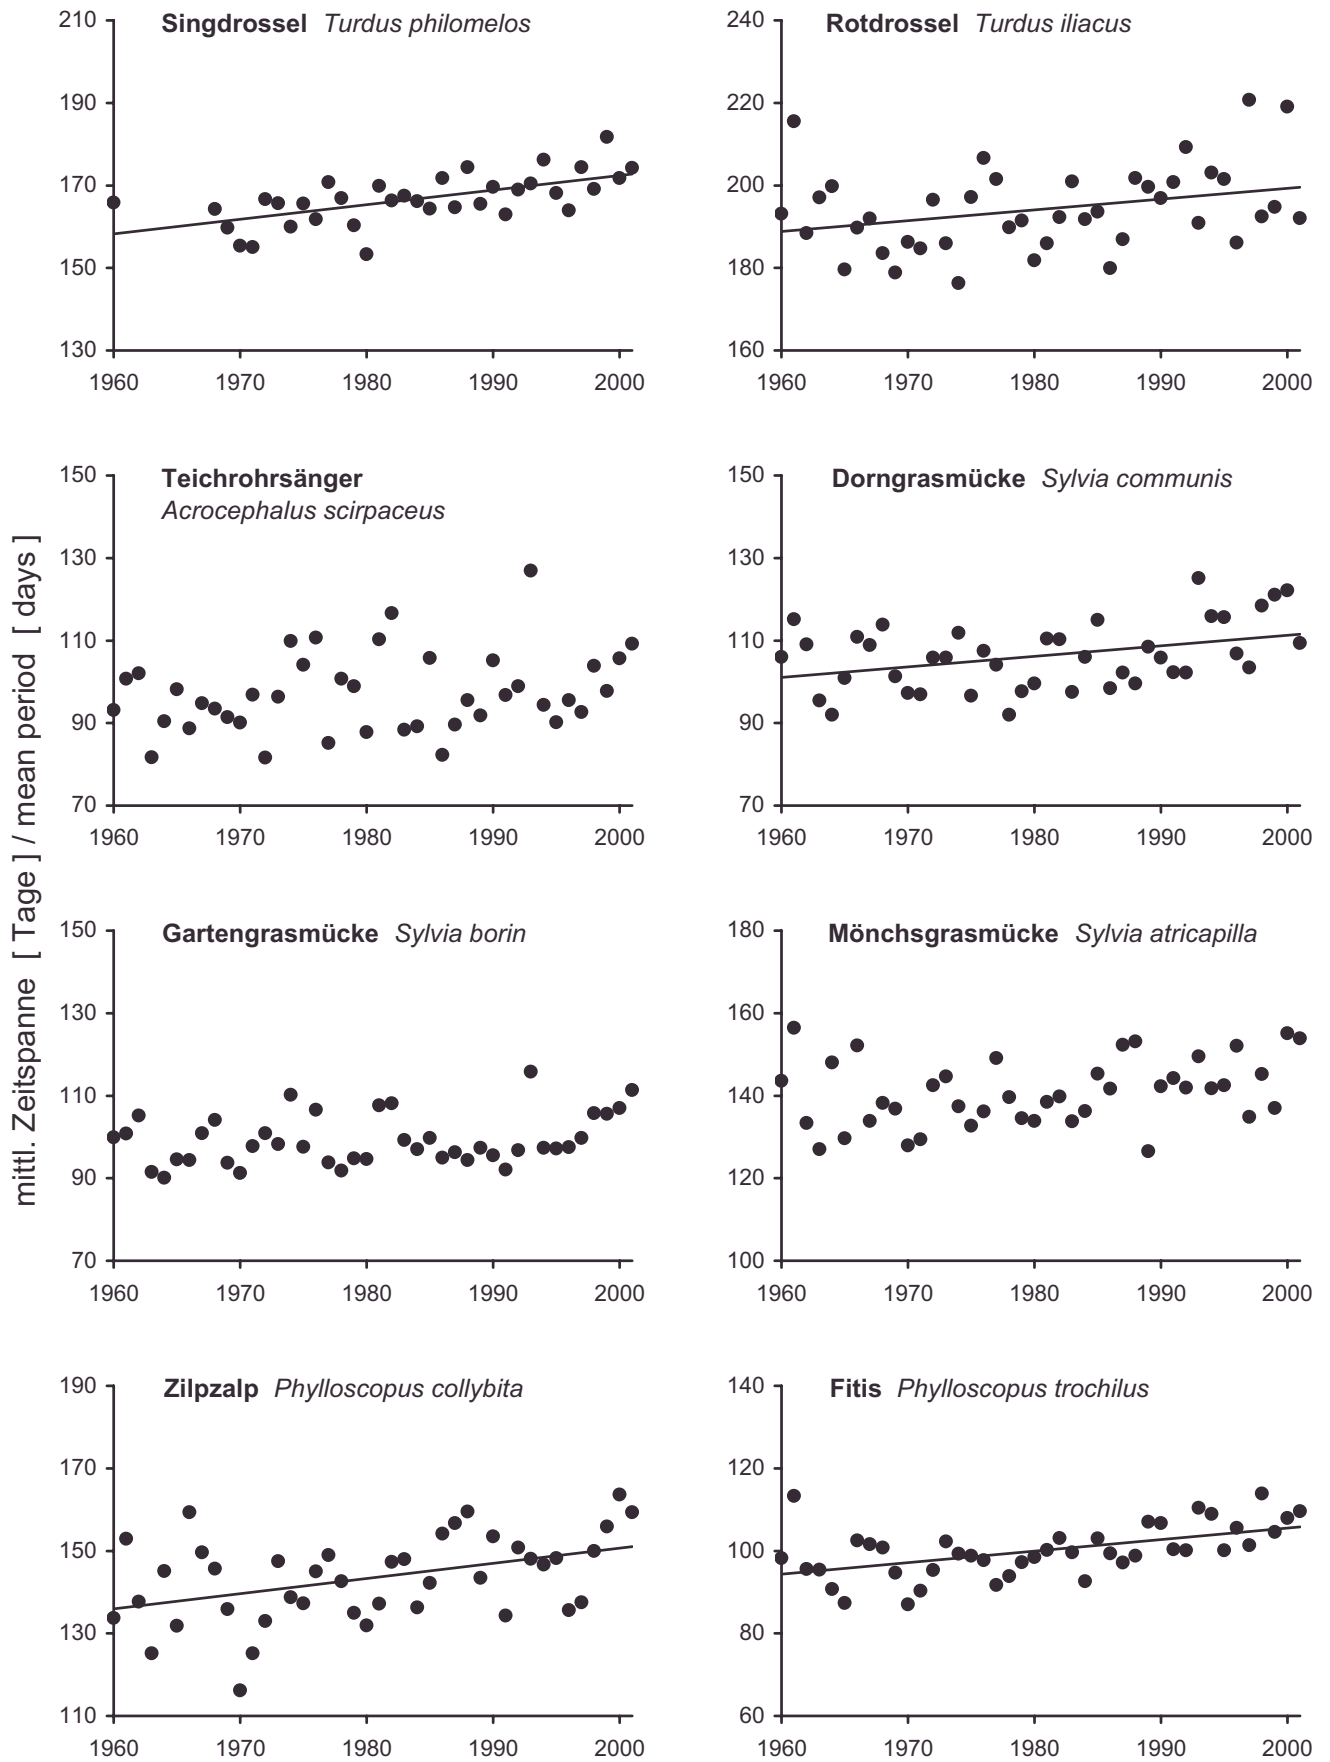 mittl. Zeitspanne [ Tage ] / mean period [ days ]
Singdrossel Turdus philomelos
210
190
170
150
130
1960 1970 1980 1990 2000
Rotdrossel Turdus iliacus
240
220
200
180
160
1960 1970 1980 1990 2000
Teichrohrsänger
Acrocephalus scirpaceus
150
130
110
90
70
1960 1970 1980 1990 2000
Dorngrasmücke Sylvia communis
150
130
110
90
70
1960 1970 1980 1990 2000
Gartengrasmücke Sylvia borin
150
130
110
90
70
1960 1970 1980 1990 2000
Mönchsgrasmücke Sylvia atricapilla
180
160
140
120
100
1960 1970 1980 1990 2000
Zilpzalp Phylloscopus collybita
190
170
150
130
110
1960 1970 1980 1990 2000
Fitis Phylloscopus trochilus
140
120
100
80
60
1960 1970 1980 1990 2000